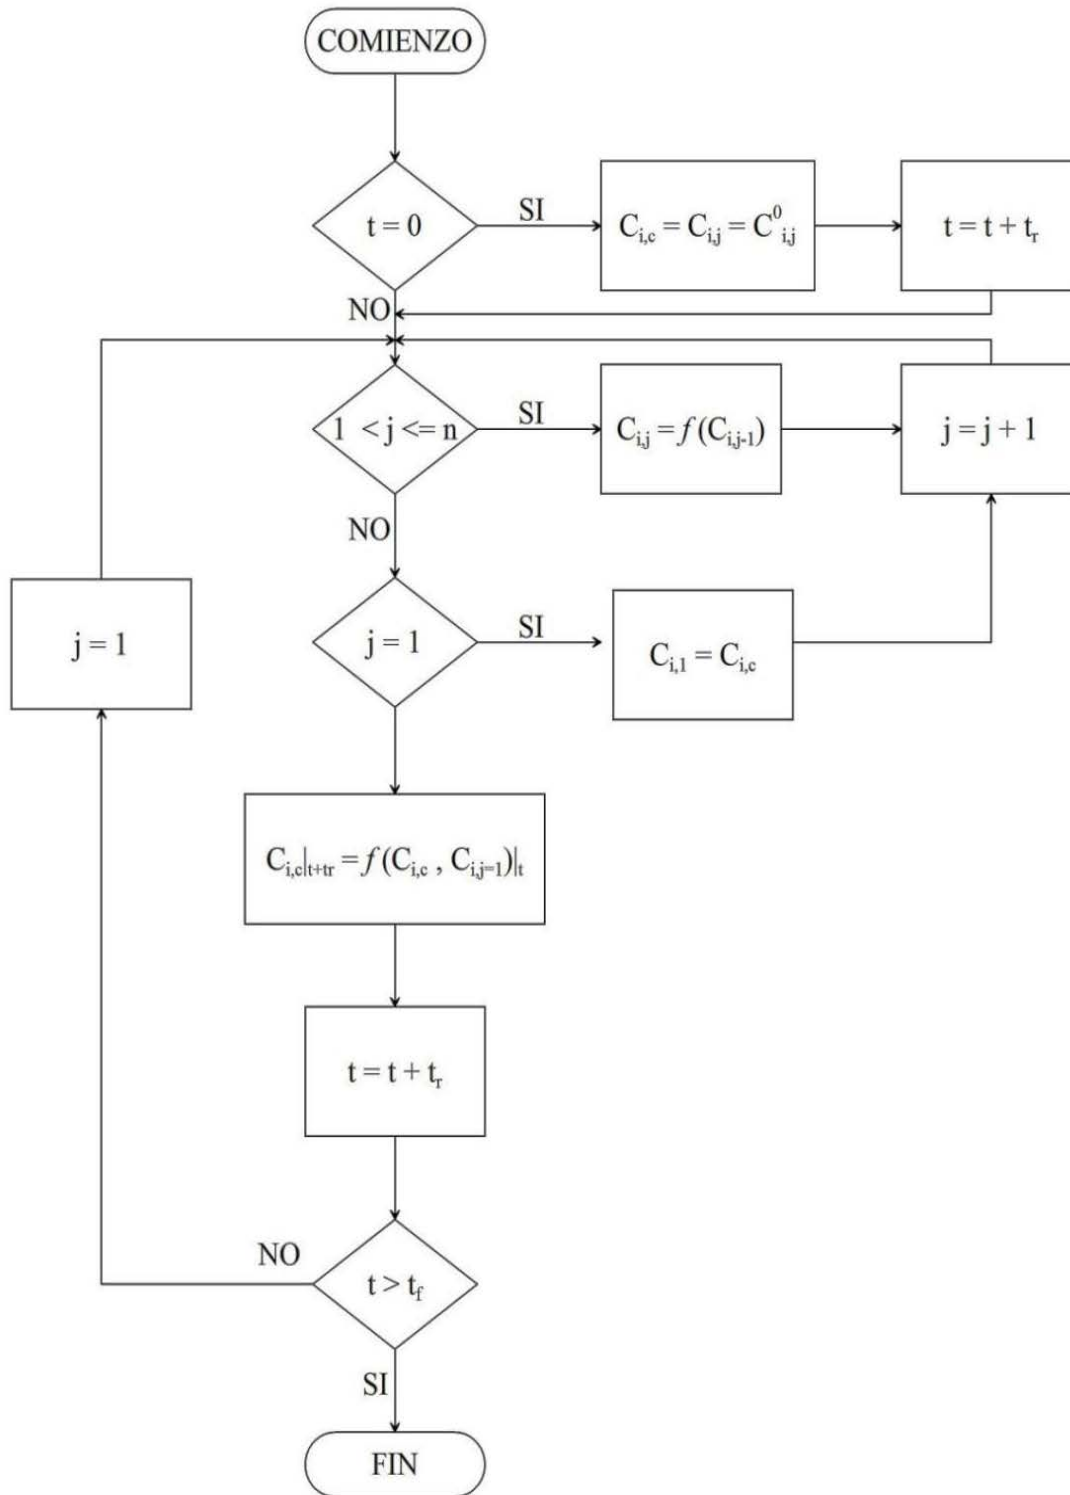 COMIENZO
t = 0
SI
C_{i,c} = C_{i,j} = C^0_{i,j}
t = t + t_r
NO
1 < j <= n
SI
C_{i,j} = f(C_{i,j-1})
j = j + 1
NO
j = 1
j = 1
SI
C_{i,1} = C_{i,c}
C_{i,c}|_{t+tr} = f(C_{i,c} , C_{i,j=1})|_t
t = t + t_r
NO
t > t_f
SI
FIN